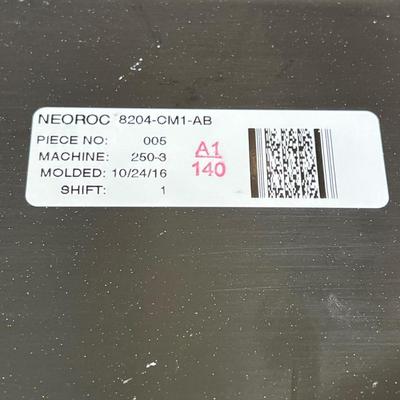 NEOROC 8204-CM1-AB
PIECE NO: 005
MACHINE: 250-3
MOLDED: 10/24/16
SHIFT: 1
A1
140